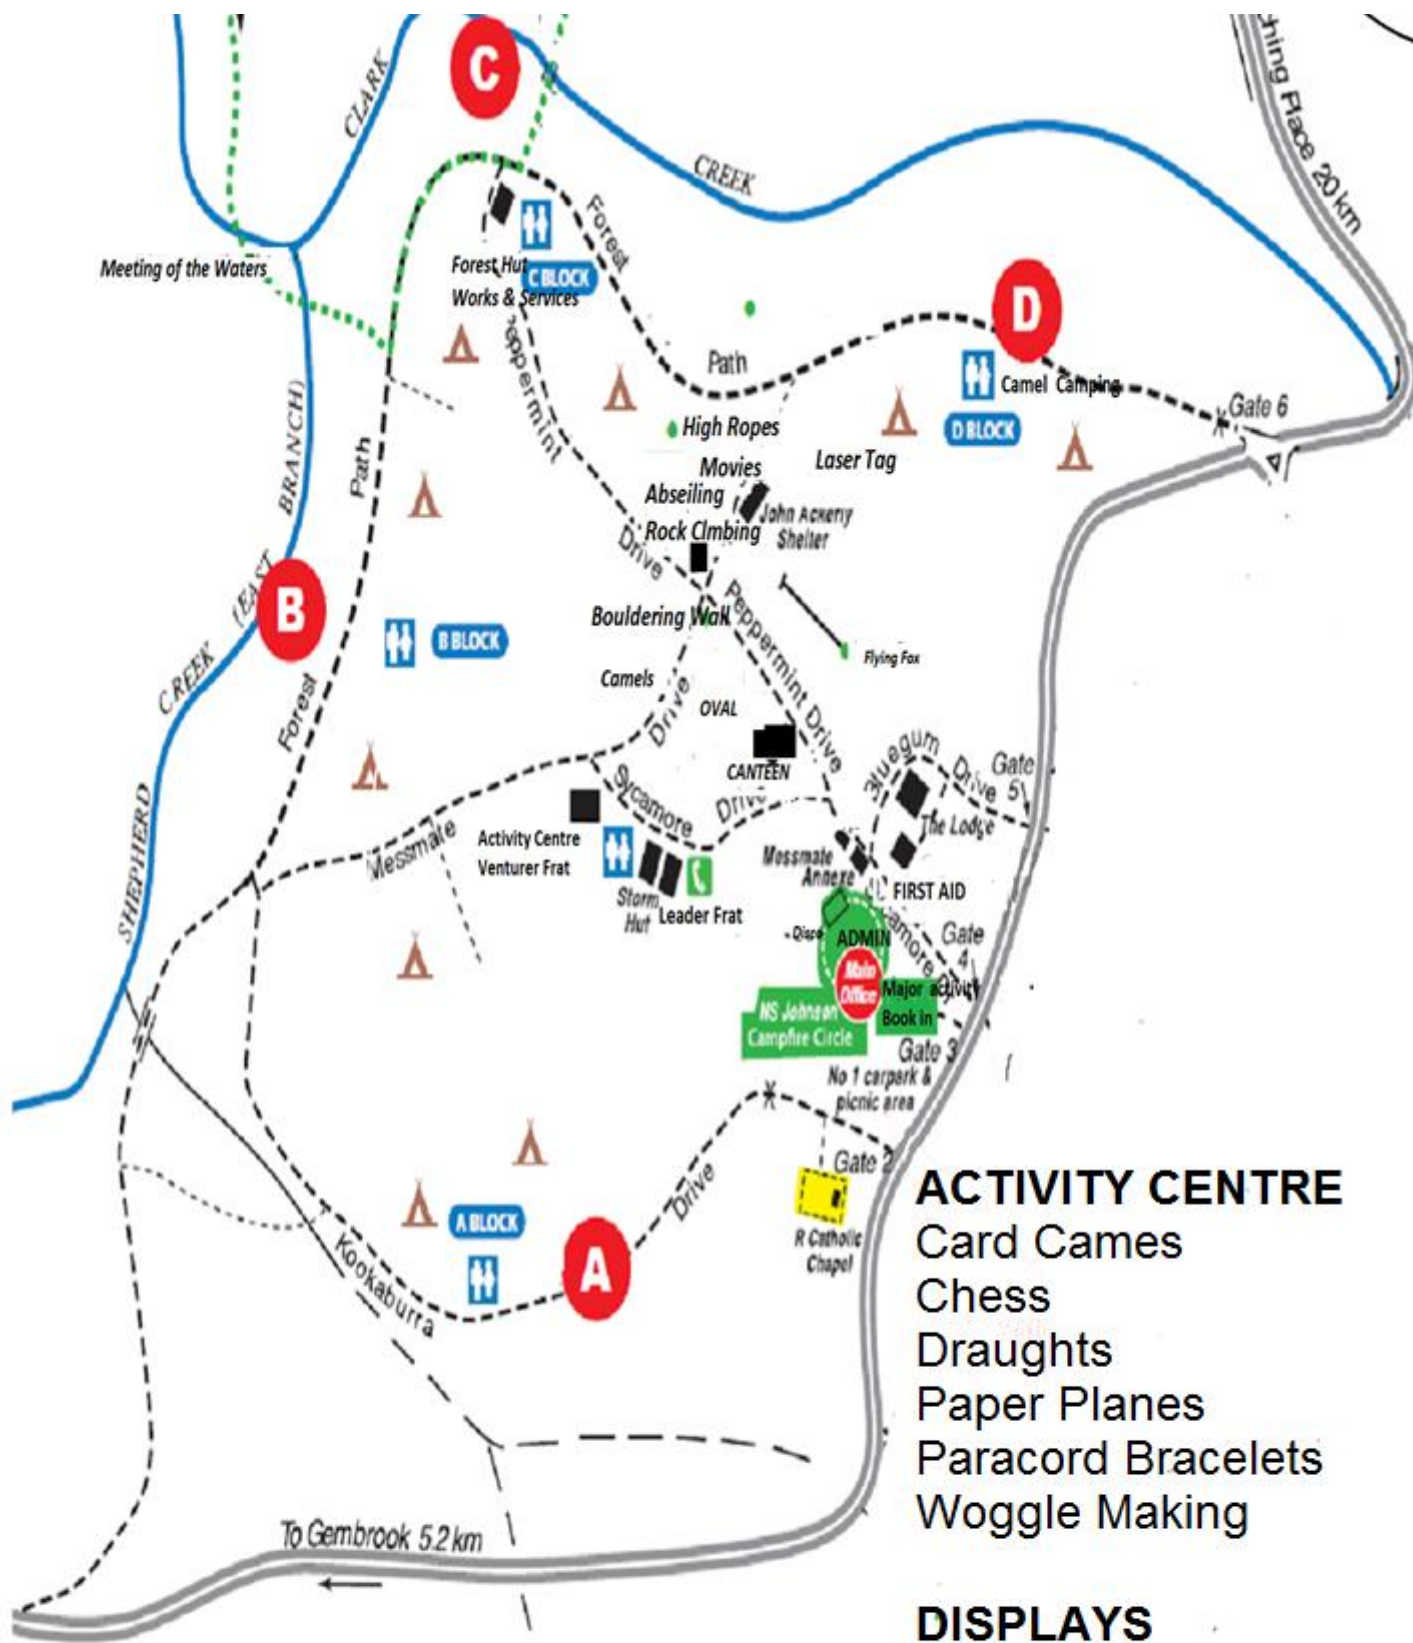 C
CLARK
CREEK
ching Place 20 km
Meeting of the Waters
Forest Hut
C BLOCK
Works & Services
Forest
Path
D
Camel Camping
D BLOCK
Gate 6
Peppermint
Drive
High Ropes
Movies
Laser Tag
Abseiling
John Ackerly
Shelter
Rock Clmbing
Path
BRANCH)
(EAST
CREEK
SHEPHERD
B
B BLOCK
Forest
Bouldering Wall
Peppermint Drive
Flying Fox
Camels
Drive
OVAL
CANTEEN
Bluegum
Drive
Gate
5
The Lodge
Sycamore
Drive
Messmate
Activity Centre
Venturer Frat
Storm
Hut
Leader Frat
Messmate
Annexe
FIRST AID
ADMIN
Main
Office
Major activity
Book in
Gate
4
NS Johnson
Campfire Circle
Gate 3
No 1 carpark &
picnic area
Gate 2
R Catholic
Chapel
Drive
A BLOCK
A
Kookaburra
To Gembrook 5.2 km
ACTIVITY CENTRE
Card Cames
Chess
Draughts
Paper Planes
Paracord Bracelets
Woggle Making
DISPLAYS